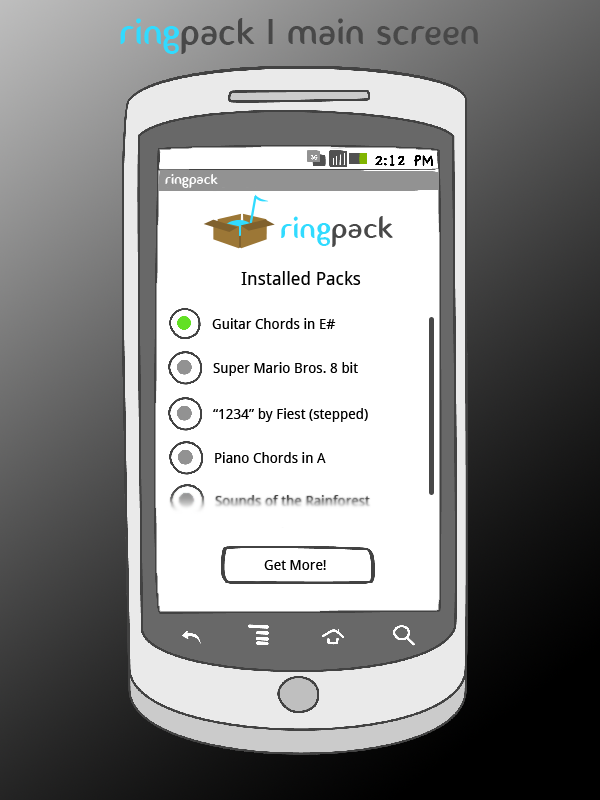 ringpack | main screen
3G 2:12 PM
ringpack
ringpack
Installed Packs
Guitar Chords in E#
Super Mario Bros. 8 bit
“1234” by Fiest (stepped)
Piano Chords in A
Sounds of the Rainforest
Get More!